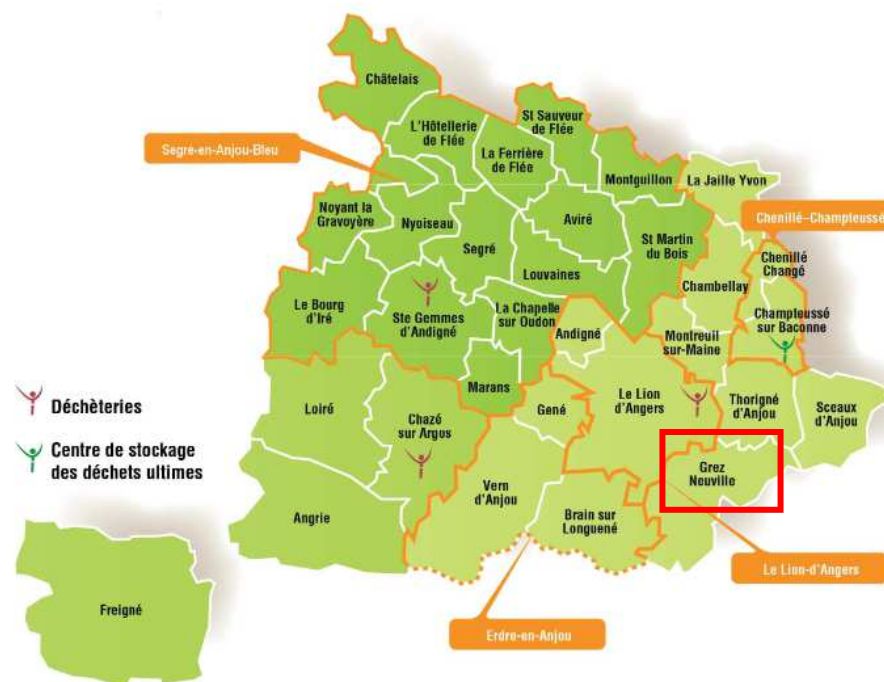 Châtelais
L'Hôtellerie
de Flée
St Sauveur
de Flée
Segre-en-Anjou-Bleu
La Ferrière
de Flée
Montguillon
La Jaille Yvon
Noyant la
Gravoyère
Nyoiseau
Aviré
Chenillé-Champteussé
Segré
St Martin
du Bois
Chenillé
Changé
Louvaines
Chambellay
Le Bourg
d'Iré
Ste Gemmes
d'Andigné
La Chapelle
sur Oudon
Andigné
Champteussé
sur Baconne
Montreuil
sur-Maine
Marans
Déchèteries
Loiré
Chazé
sur Argos
Gené
Le Lion
d'Angers
Thorigné
d'Anjou
Sceaux
d'Anjou
Centre de stockage
des déchets ultimes
Grez
Neuville
Vern
d'Anjou
Angrie
Brain sur
Longuené
Le Lion-d'Angers
Freigné
Erdre-en-Anjou